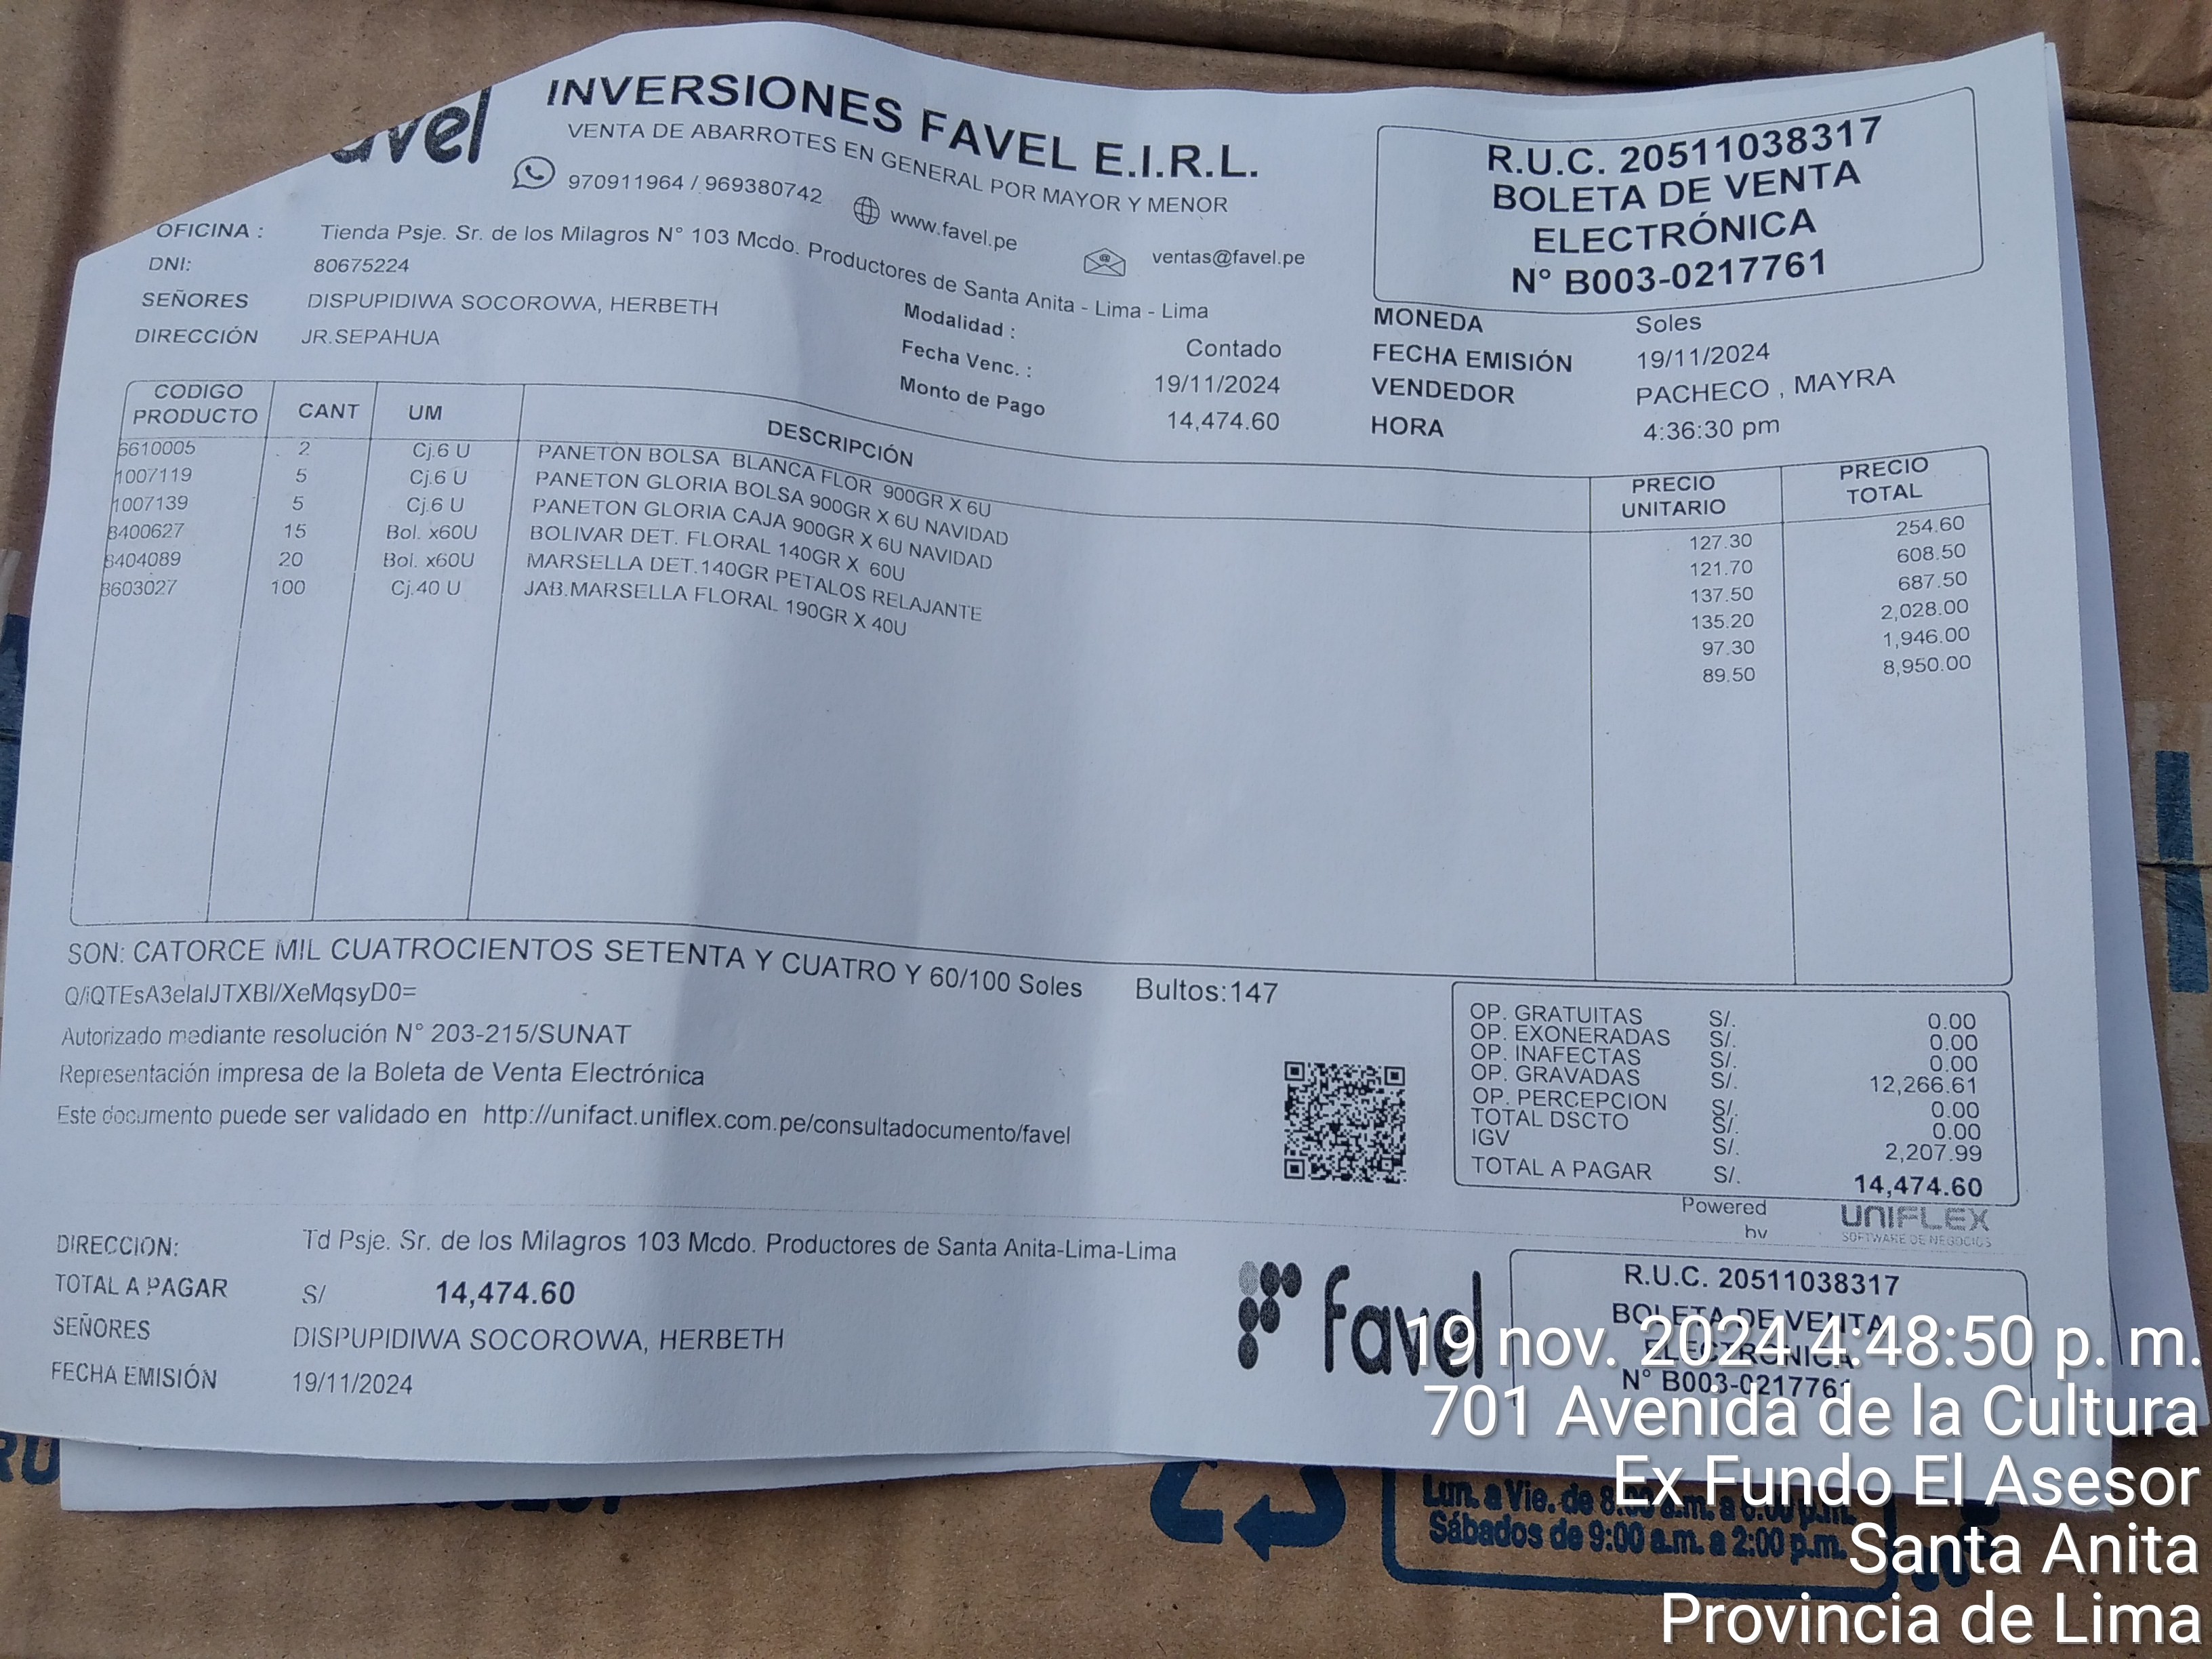 avel
INVERSIONES FAVEL E.I.R.L.
VENTA DE ABARROTES EN GENERAL POR MAYOR Y MENOR
970911964 / 969380742
www.favel.pe
ventas@favel.pe
R.U.C. 20511038317
BOLETA DE VENTA
ELECTRÓNICA
N° B003-0217761
OFICINA : Tienda Psje. Sr. de los Milagros N° 103 Mcdo. Productores de Santa Anita - Lima - Lima
DNI: 80675224
SEÑORES DISPUPIDIWA SOCOROWA, HERBETH
DIRECCIÓN JR.SEPAHUA
Modalidad : Contado
Fecha Venc. : 19/11/2024
Monto de Pago 14,474.60
MONEDA Soles
FECHA EMISIÓN 19/11/2024
VENDEDOR PACHECO , MAYRA
HORA 4:36:30 pm
CODIGO PRODUCTO CANT UM DESCRIPCIÓN PRECIO UNITARIO PRECIO TOTAL
6610005 2 Cj.6 U PANETON BOLSA BLANCA FLOR 900GR X 6U 127.30 254.60
1007119 5 Cj.6 U PANETON GLORIA BOLSA 900GR X 6U NAVIDAD 121.70 608.50
1007139 5 Cj.6 U PANETON GLORIA CAJA 900GR X 6U NAVIDAD 137.50 687.50
8400627 15 Bol. x60U BOLIVAR DET. FLORAL 140GR X 60U 135.20 2,028.00
8404089 20 Bol. x60U MARSELLA DET.140GR PETALOS RELAJANTE 97.30 1,946.00
8603027 100 Cj.40 U JAB.MARSELLA FLORAL 190GR X 40U 89.50 8,950.00
SON: CATORCE MIL CUATROCIENTOS SETENTA Y CUATRO Y 60/100 Soles Bultos:147
Autorizado mediante resolución N° 203-215/SUNAT
Representación impresa de la Boleta de Venta Electrónica
Este documento puede ser validado en http://unifact.uniflex.com.pe/consultadocumento/favel
OP. GRATUITAS S/. 0.00
OP. EXONERADAS S/. 0.00
OP. INAFECTAS S/. 0.00
OP. GRAVADAS S/. 12,266.61
OP. PERCEPCION S/. 0.00
TOTAL DSCTO S/. 0.00
IGV S/. 2,207.99
TOTAL A PAGAR S/. 14,474.60
Powered by UNIFLEX
SOFTWARE DE NEGOCIOS
DIRECCION: Td Psje. Sr. de los Milagros 103 Mcdo. Productores de Santa Anita-Lima-Lima
TOTAL A PAGAR S/ 14,474.60
SEÑORES DISPUPIDIWA SOCOROWA, HERBETH
FECHA EMISIÓN 19/11/2024
favel
R.U.C. 20511038317
BOLETA DE VENTA
ELECTRÓNICA
N° B003-0217761
19 nov. 2024 4:48:50 p. m.
701 Avenida de la Cultura
Ex Fundo El Asesor
Santa Anita
Provincia de Lima
Lun. a Vie. de 8:00 a.m. a 6:00 p.m.
Sábados de 9:00 a.m. a 2:00 p.m.